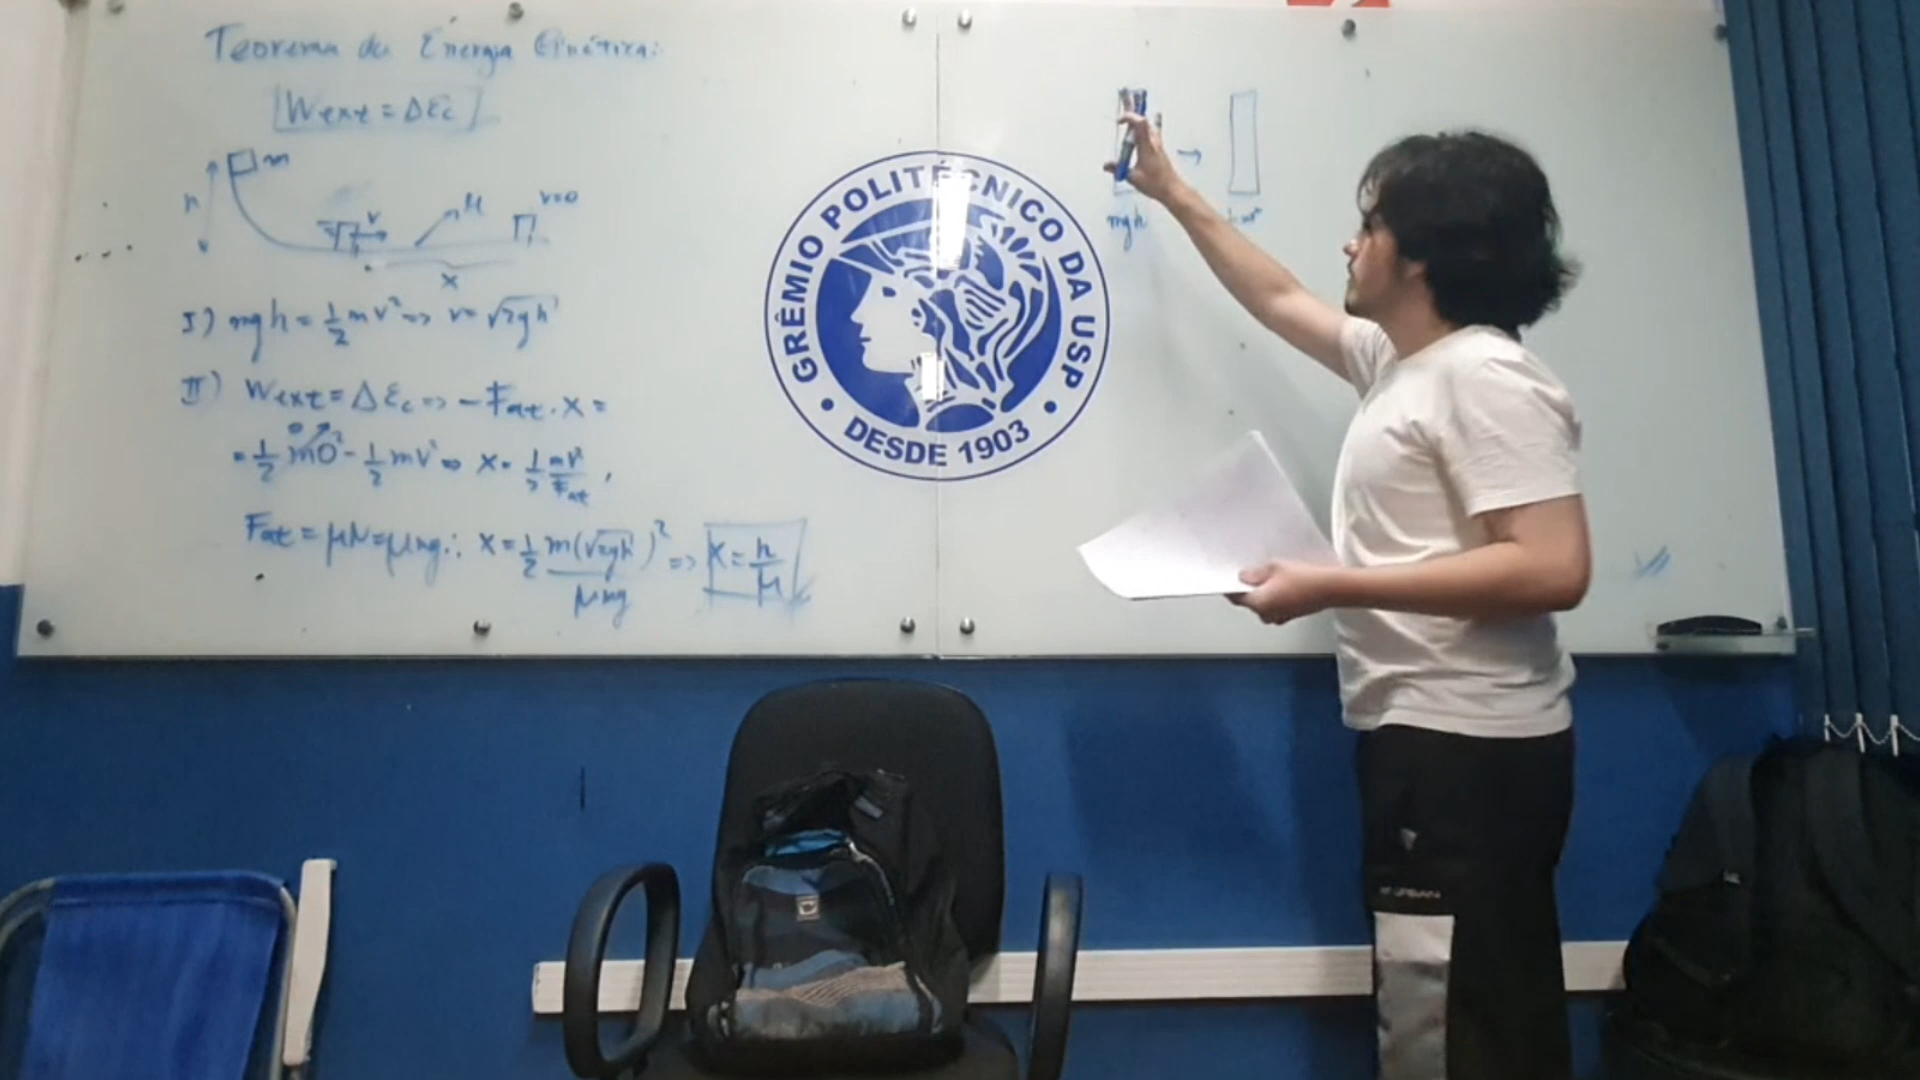 Teorema da Energia Cinética:
Wext = ΔEc
m
h
v
μ
v=0
x
I) mgh = 1/2 mv² => v = √2gh
II) Wext = ΔEc => -Fat . x =
= 1/2 m0² - 1/2 mv² => x = 1/2 mv²/Fat ,
Fat = μN = μmg ∴ x = 1/2 m(√2gh)²/μmg => x = h/μ
mgh
→
GRÊMIO POLITÉCNICO DA USP
• DESDE 1903 •